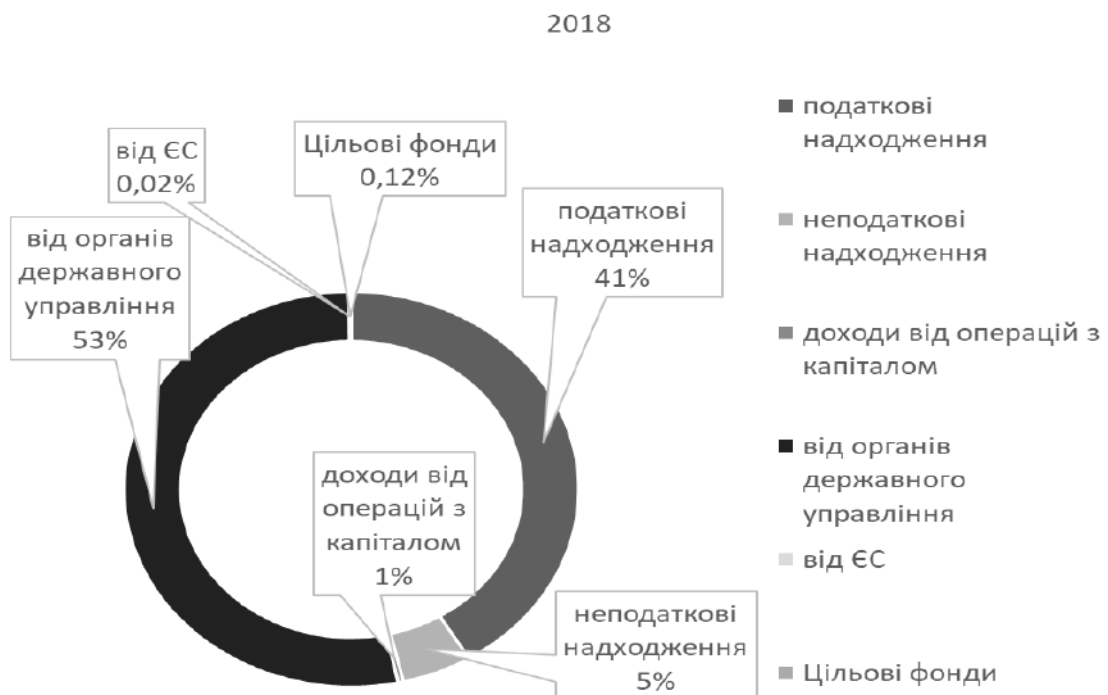 2018
від ЄС
0,02%
Цільові фонди
0,12%
податкові
надходження
41%
від органів
державного
управління
53%
доходи від
операцій з
капіталом
1%
неподаткові
надходження
5%
податкові
надходження
неподаткові
надходження
доходи від операцій з
капіталом
від органів
державного
управління
від ЄС
Цільові фонди